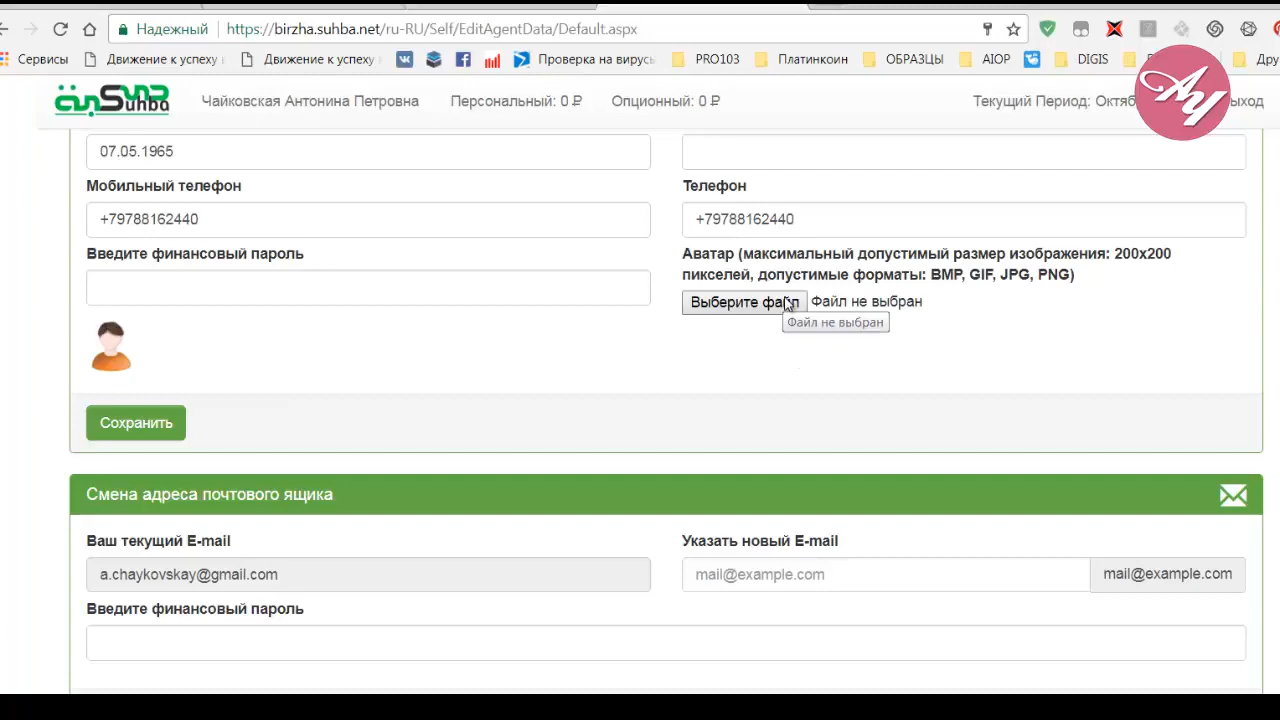 Надежный https://birzha.suhba.net/ru-RU/Self/EditAgentData/Default.aspx
Сервисы Движение к успеху Движение к успеху Проверка на вирусы PRO103 Платинкоин ОБРАЗЦЫ AIOP DIGIS
Suhba Чайковская Антонина Петровна Персональный: 0 ₽ Опционный: 0 ₽ Текущий Период:
АЧ
07.05.1965
Мобильный телефон Телефон
+79788162440 +79788162440
Введите финансовый пароль Аватар (максимальный допустимый размер изображения: 200x200
пикселей, допустимые форматы: BMP, GIF, JPG, PNG)
Выберите файл Файл не выбран
Файл не выбран
Сохранить
Смена адреса почтового ящика
Ваш текущий E-mail Указать новый E-mail
a.chaykovskay@gmail.com mail@example.com mail@example.com
Введите финансовый пароль